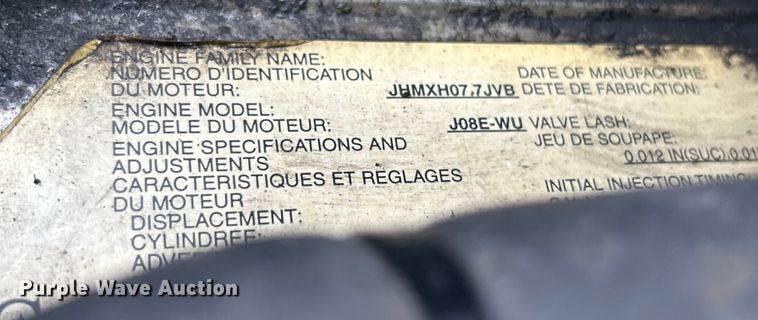 ENGINE FAMILY NAME:
NUMERO D'IDENTIFICATION
DU MOTEUR: JHMXH07.7JVB
ENGINE MODEL:
MODELE DU MOTEUR: J08E-WU
ENGINE SPECIFICATIONS AND
ADJUSTMENTS
CARACTERISTIQUES ET REGLAGES
DU MOTEUR
DISPLACEMENT:
CYLINDREE:
DATE OF MANUFACTURE:
DETE DE FABRICATION:
VALVE LASH:
JEU DE SOUPAPE:
0.012 IN(SUC)
INITIAL INJECTION TIMING
Purple Wave Auction